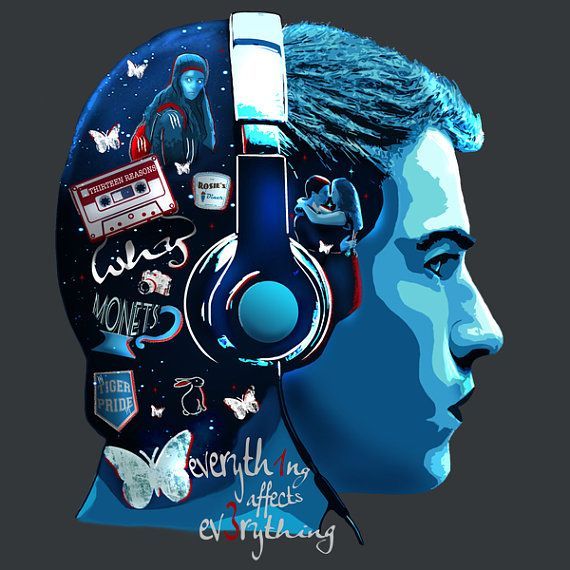 THIRTEEN REASONS
ROSIE'S
Diner
Why
MONETS
TIGER
PRIDE
everyth1ng
affects
ev3rything